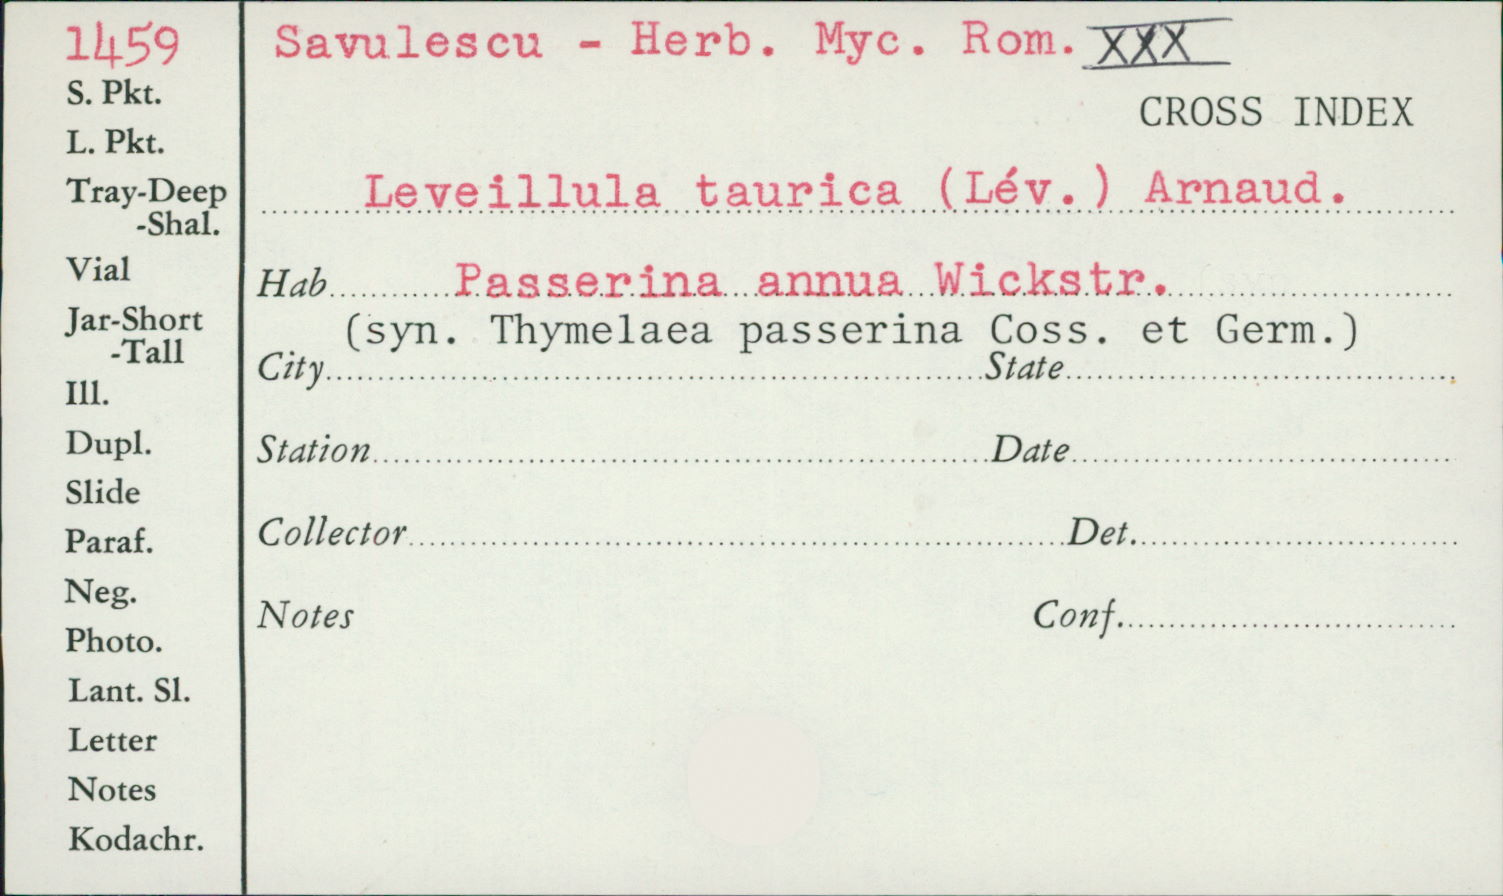 1459 Savulescu - Herb. Myc. Rom. XXX
S. Pkt.
CROSS INDEX
L. Pkt.
Tray-Deep
-Shal.
Leveillula taurica (Lév.) Arnaud.
Vial
Hab Passerina annua Wickstr.
Jar-Short
-Tall
(syn. Thymelaea passerina Coss. et Germ.)
City State
Ill.
Dupl.
Station Date
Slide
Paraf.
Collector Det.
Neg.
Notes Conf.
Photo.
Lant. Sl.
Letter
Notes
Kodachr.